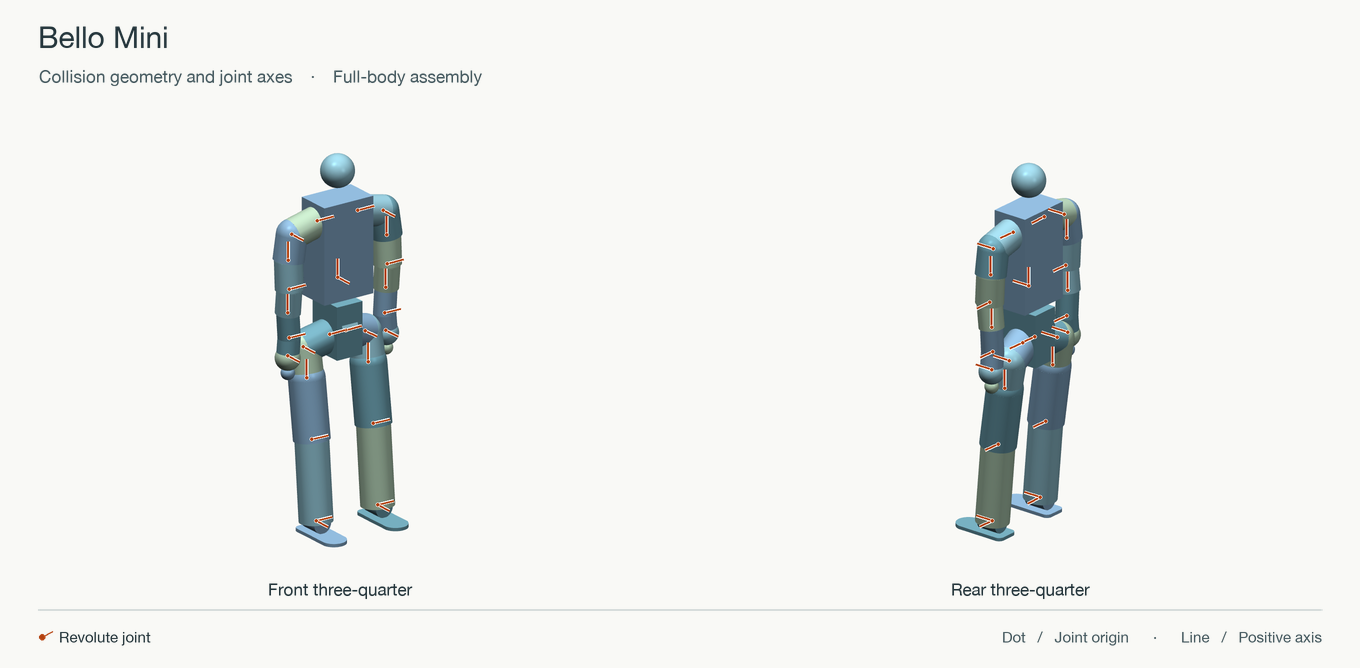 Bello Mini
Collision geometry and joint axes · Full-body assembly
Front three-quarter
Rear three-quarter
Revolute joint
Dot / Joint origin · Line / Positive axis